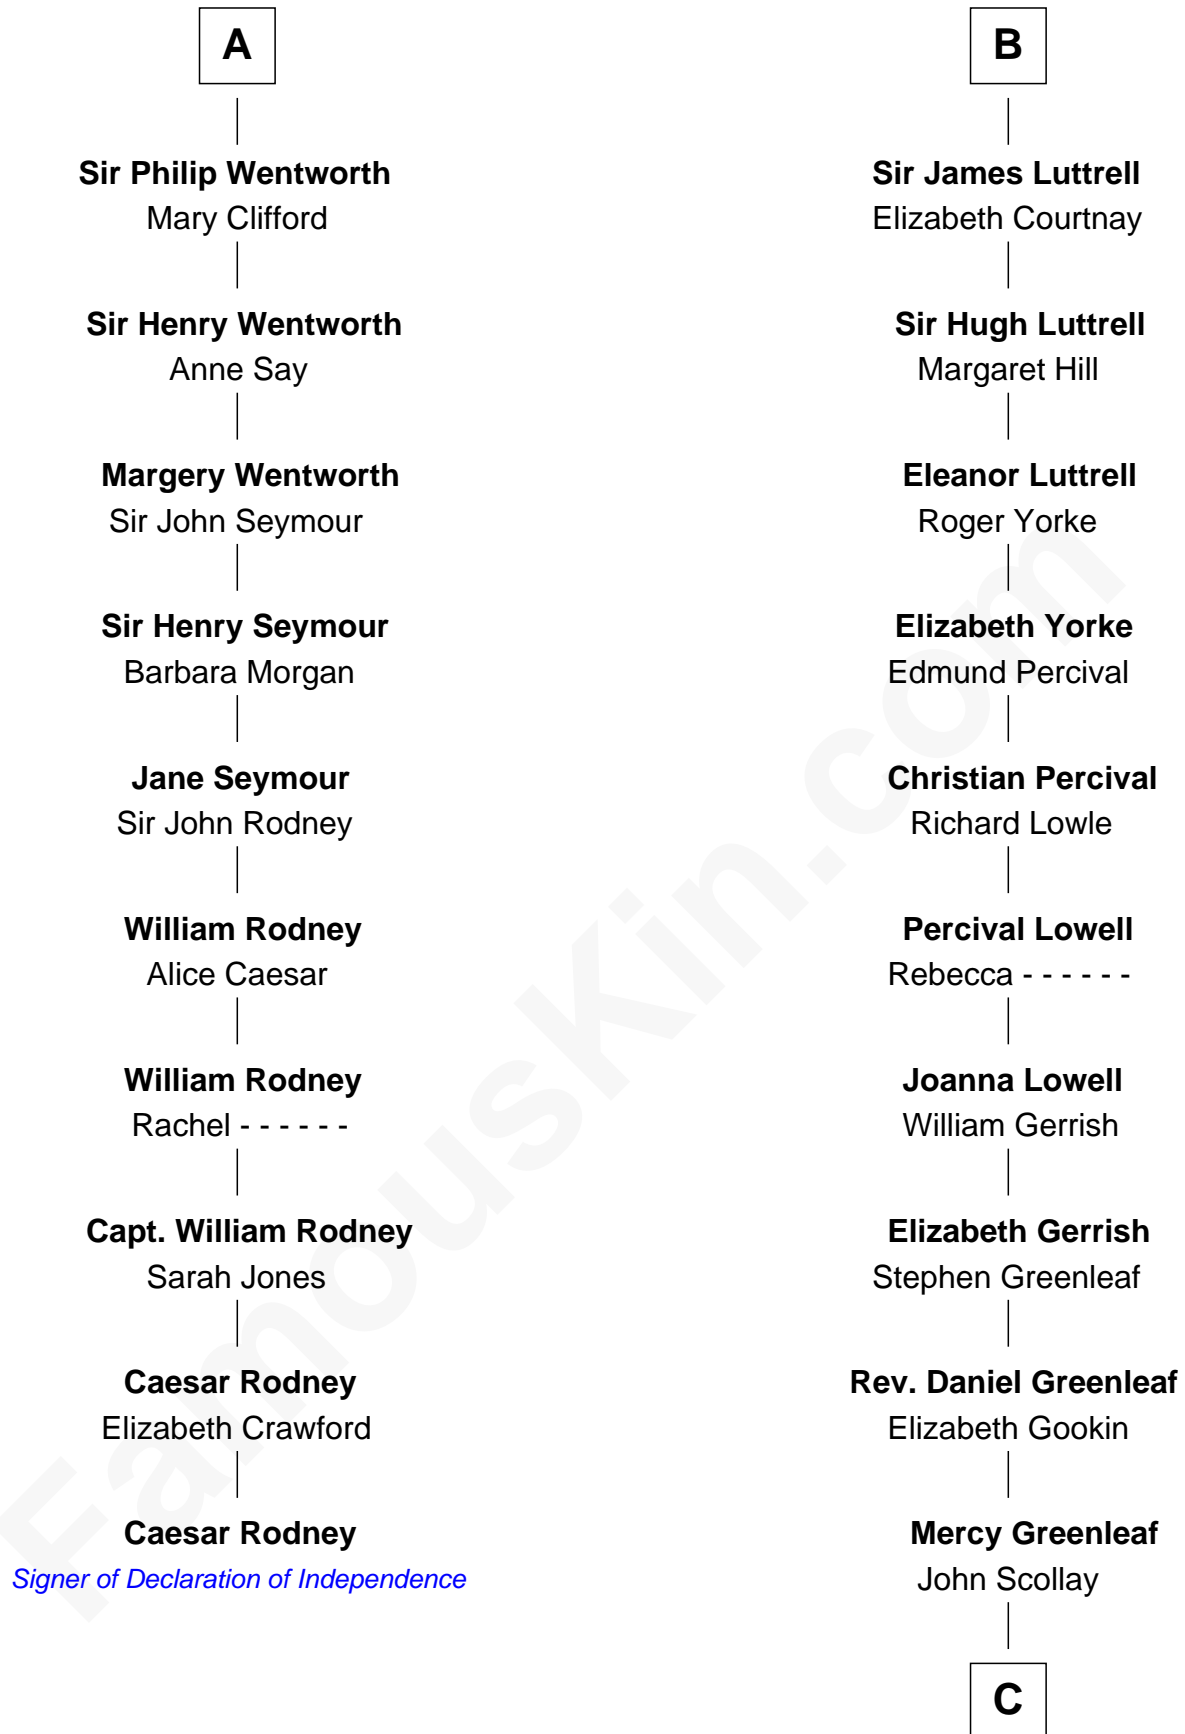 A
Sir Philip Wentworth
Mary Clifford
Sir Henry Wentworth
Anne Say
Margery Wentworth
Sir John Seymour
Sir Henry Seymour
Barbara Morgan
Jane Seymour
Sir John Rodney
William Rodney
Alice Caesar
William Rodney
Rachel - - - - - -
Capt. William Rodney
Sarah Jones
Caesar Rodney
Elizabeth Crawford
Caesar Rodney
Signer of Declaration of Independence
B
Sir James Luttrell
Elizabeth Courtnay
Sir Hugh Luttrell
Margaret Hill
Eleanor Luttrell
Roger Yorke
Elizabeth Yorke
Edmund Percival
Christian Percival
Richard Lowle
Percival Lowell
Rebecca - - - - - -
Joanna Lowell
William Gerrish
Elizabeth Gerrish
Stephen Greenleaf
Rev. Daniel Greenleaf
Elizabeth Gookin
Mercy Greenleaf
John Scollay
C
FamousKin.com